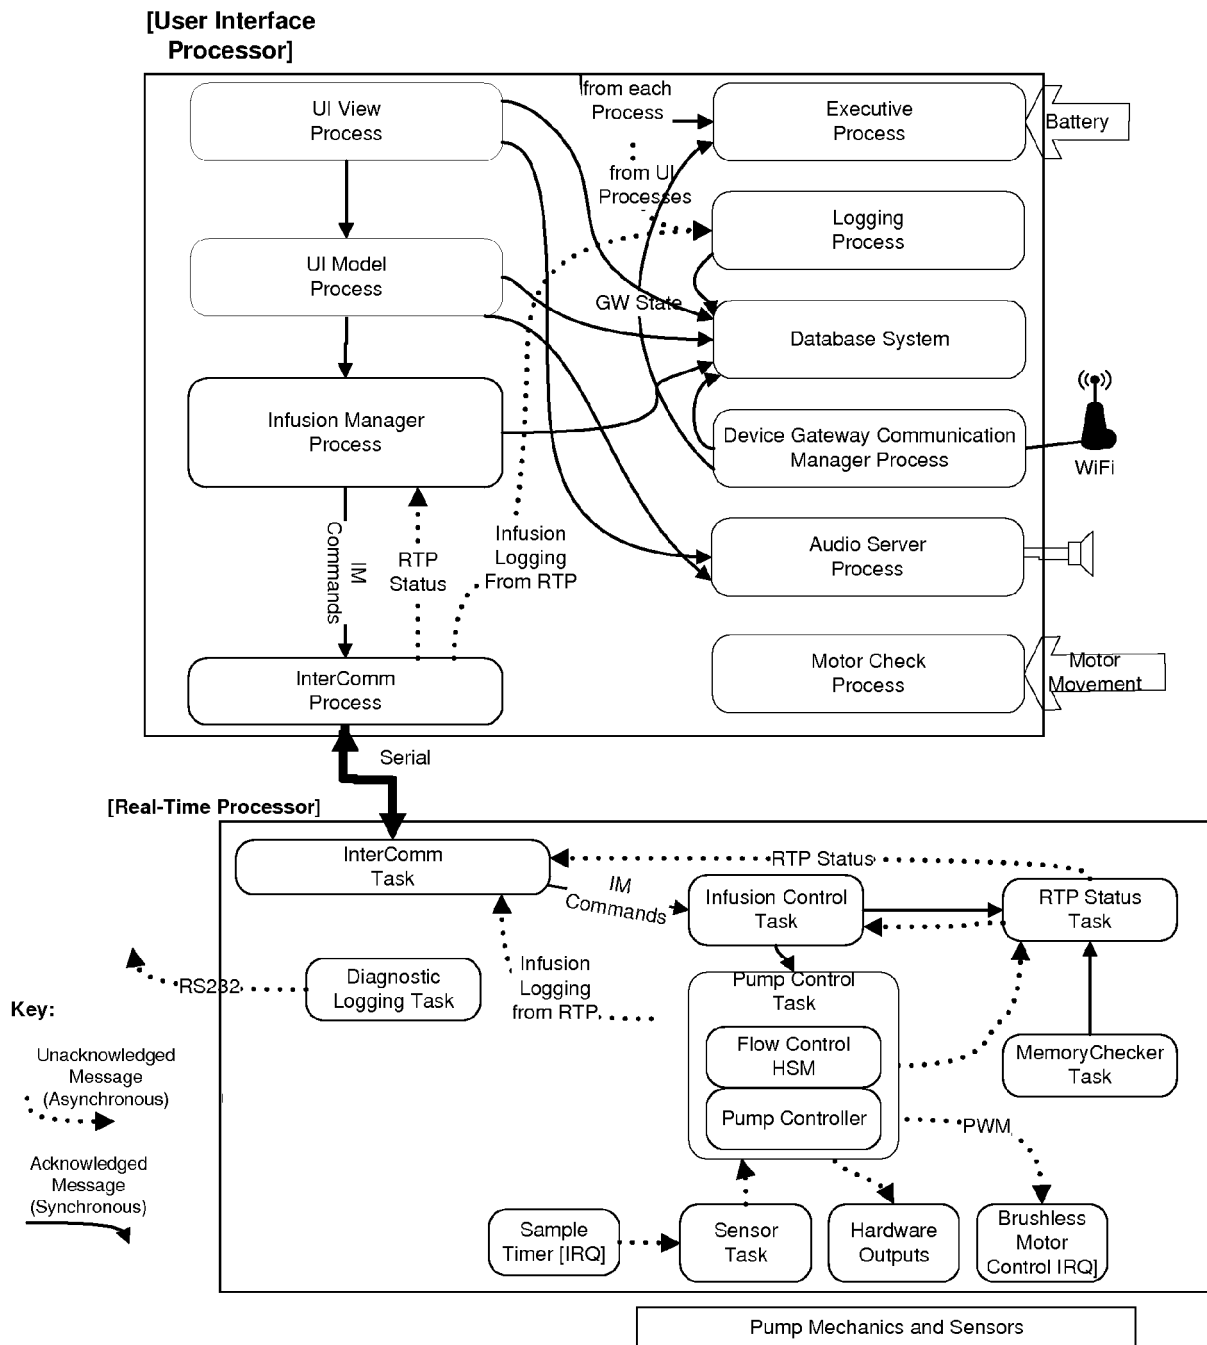 [User Interface
Processor]
UI View
Process
from each
Process
Executive
Process
Battery
from UI
Processes
Logging
Process
UI Model
Process
GW State
Database System
Infusion Manager
Process
Device Gateway Communication
Manager Process
WiFi
IM
Commands
RTP
Status
Infusion
Logging
From RTP
Audio Server
Process
InterComm
Process
Motor Check
Process
Motor
Movement
Serial
[Real-Time Processor]
InterComm
Task
RTP Status
IM
Commands
Infusion Control
Task
RTP Status
Task
RS232
Diagnostic
Logging Task
Infusion
Logging
from RTP
Pump Control
Task
Flow Control
HSM
Pump Controller
MemoryChecker
Task
PWM
Key:
Unacknowledged
Message
(Asynchronous)
Acknowledged
Message
(Synchronous)
Sample
Timer [IRQ]
Sensor
Task
Hardware
Outputs
Brushless
Motor
Control IRQ]
Pump Mechanics and Sensors